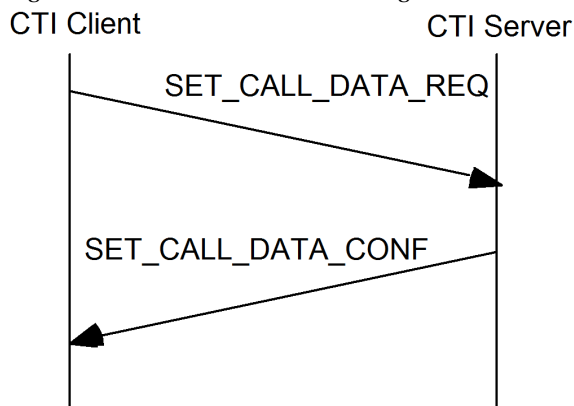 CTI Client
CTI Server
SET_CALL_DATA_REQ
SET_CALL_DATA_CONF